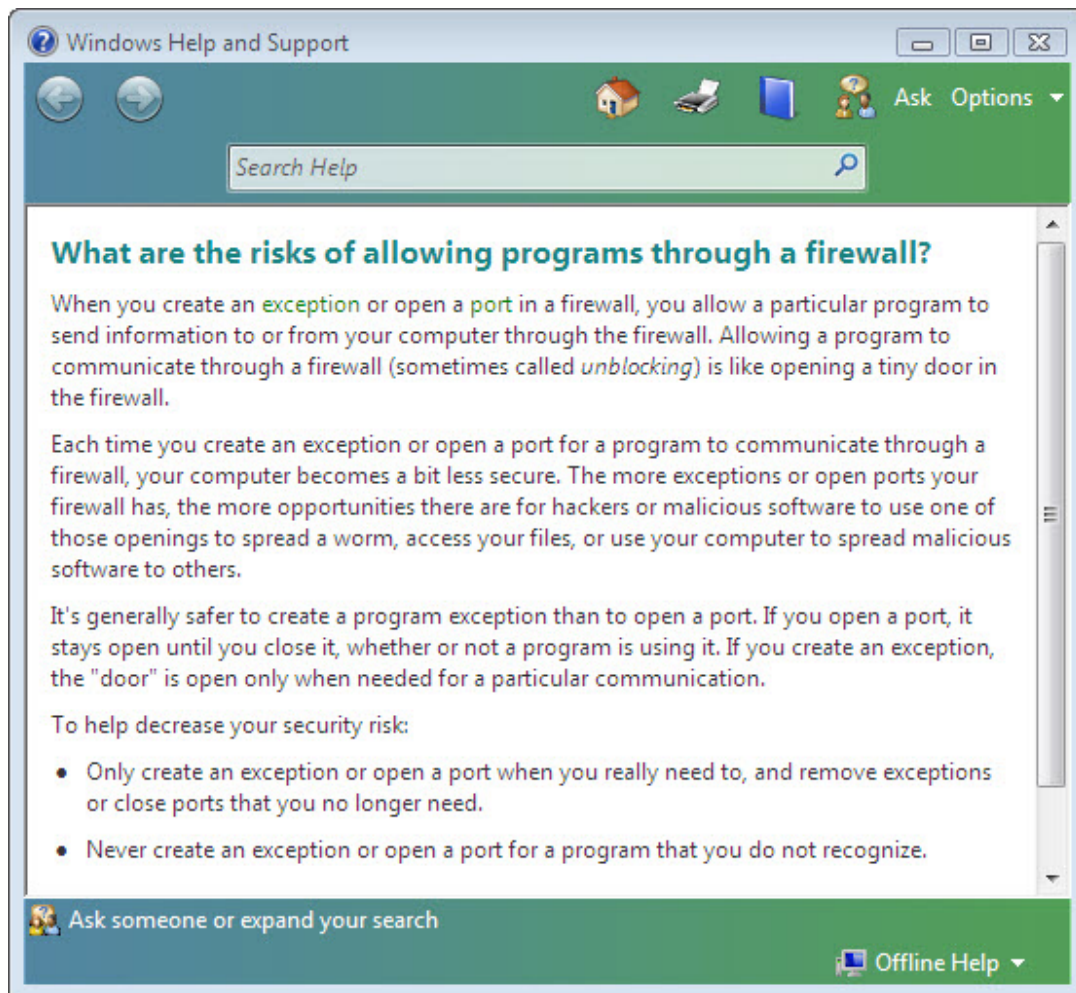 Windows Help and Support
Ask Options
Search Help
What are the risks of allowing programs through a firewall?
When you create an exception or open a port in a firewall, you allow a particular program to
send information to or from your computer through the firewall. Allowing a program to
communicate through a firewall (sometimes called unblocking) is like opening a tiny door in
the firewall.
Each time you create an exception or open a port for a program to communicate through a
firewall, your computer becomes a bit less secure. The more exceptions or open ports your
firewall has, the more opportunities there are for hackers or malicious software to use one of
those openings to spread a worm, access your files, or use your computer to spread malicious
software to others.
It's generally safer to create a program exception than to open a port. If you open a port, it
stays open until you close it, whether or not a program is using it. If you create an exception,
the "door" is open only when needed for a particular communication.
To help decrease your security risk:
• Only create an exception or open a port when you really need to, and remove exceptions
or close ports that you no longer need.
• Never create an exception or open a port for a program that you do not recognize.
Ask someone or expand your search
Offline Help